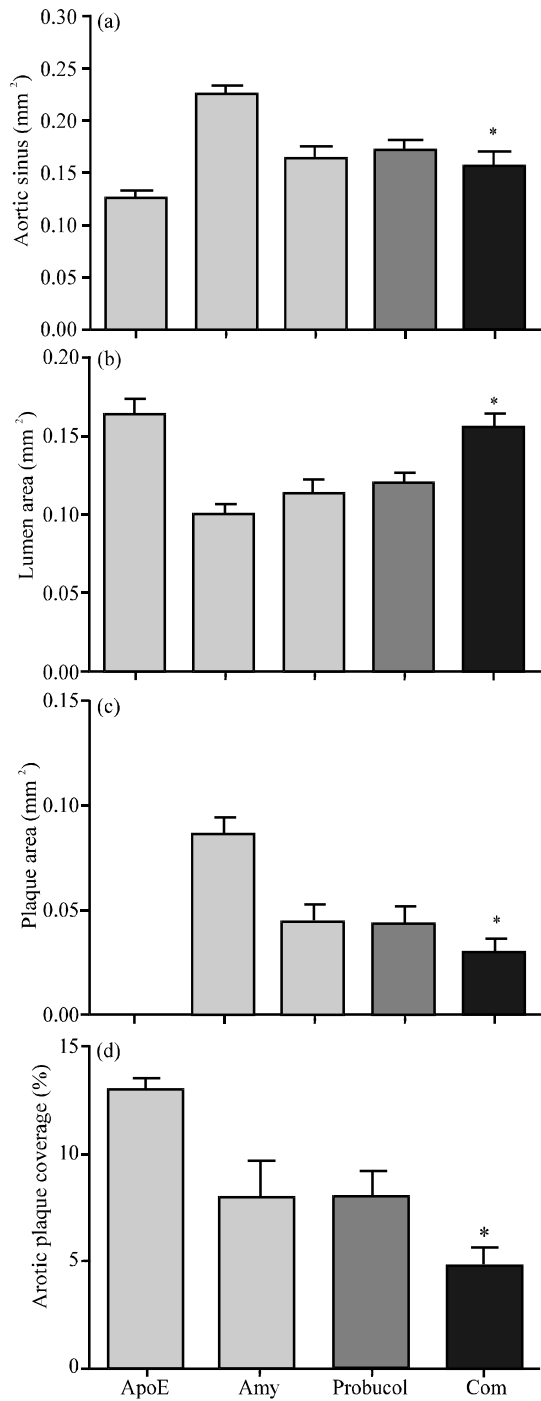 (a)
0.30
0.25
0.20
0.15
0.10
0.05
0.00
Aortic sinus (mm²)
*
(b)
0.20
0.15
0.10
0.05
0.00
Lumen area (mm²)
*
(c)
0.15
0.10
0.05
0.00
Plaque area (mm²)
*
(d)
15
10
5
0
Arotic plaque coverage (%)
*
ApoE Amy Probucol Com